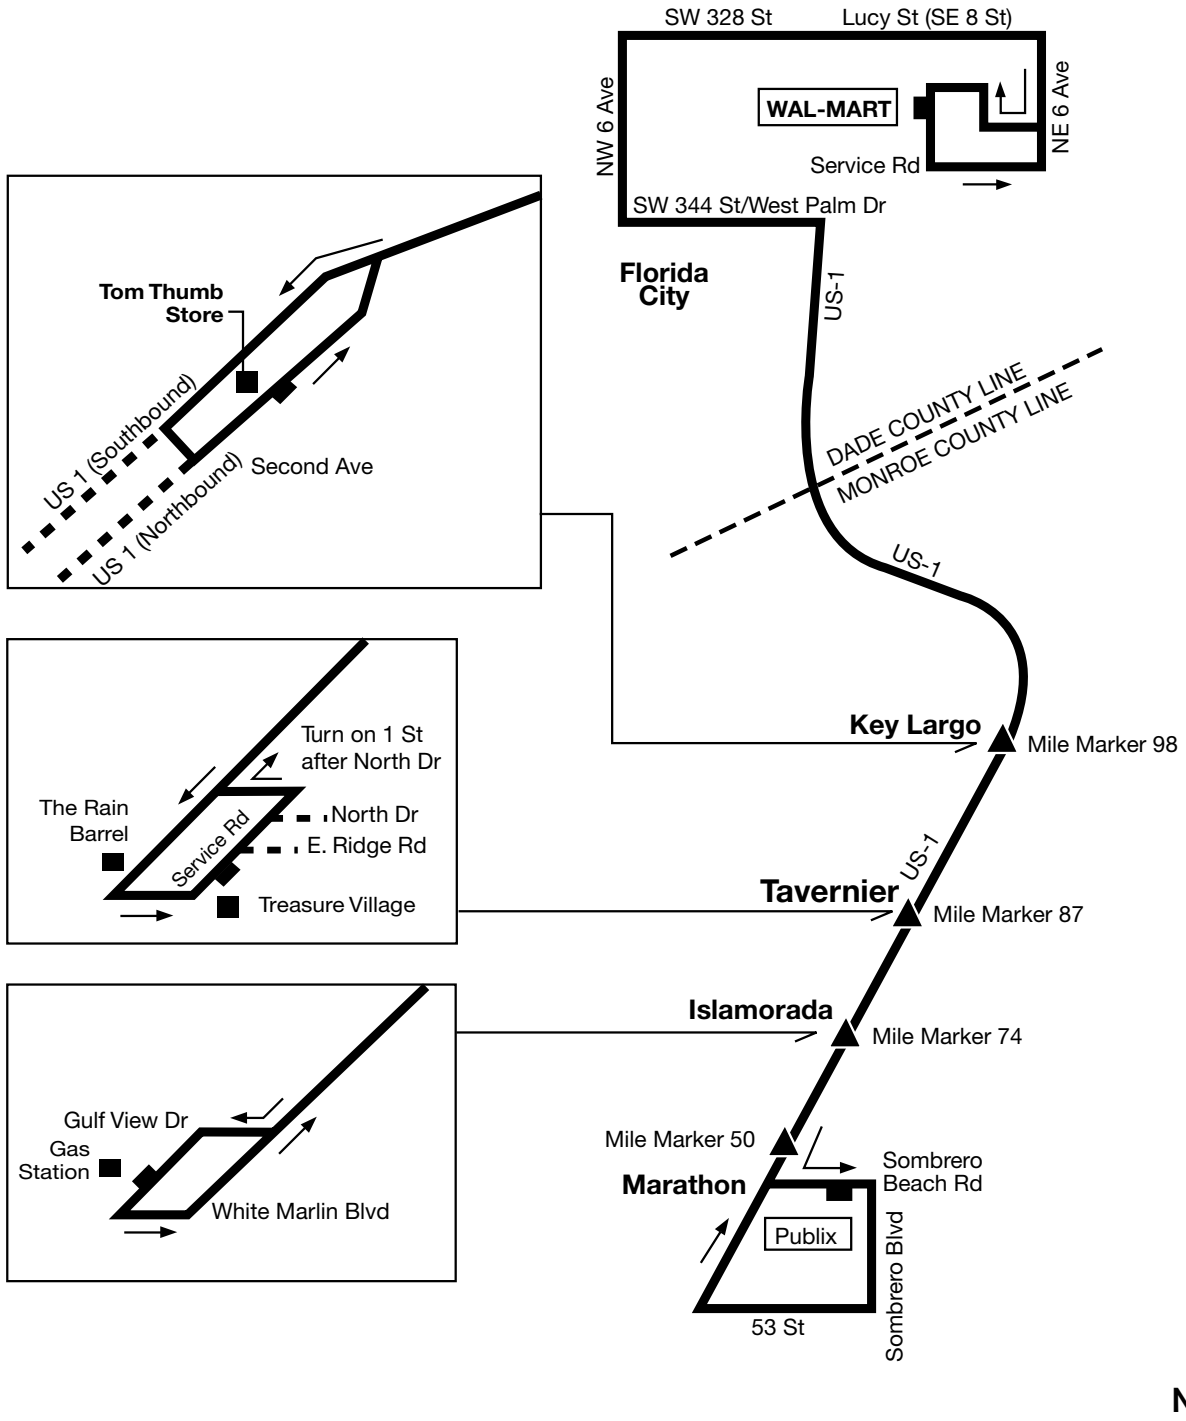 SW 328 St
Lucy St (SE 8 St)
NW 6 Ave
WAL-MART
NE 6 Ave
Service Rd
SW 344 St/West Palm Dr
Florida
City
US-1
DADE COUNTY LINE
MONROE COUNTY LINE
US-1
Tom Thumb
Store
US 1 (Southbound)
US 1 (Northbound)
Second Ave
Key Largo
Mile Marker 98
US-1
Turn on 1 St
after North Dr
The Rain
Barrel
Service Rd
North Dr
E. Ridge Rd
Treasure Village
Tavernier
Mile Marker 87
Islamorada
Mile Marker 74
Gulf View Dr
Gas
Station
White Marlin Blvd
Mile Marker 50
Marathon
Sombrero
Beach Rd
Publix
Sombrero Blvd
53 St